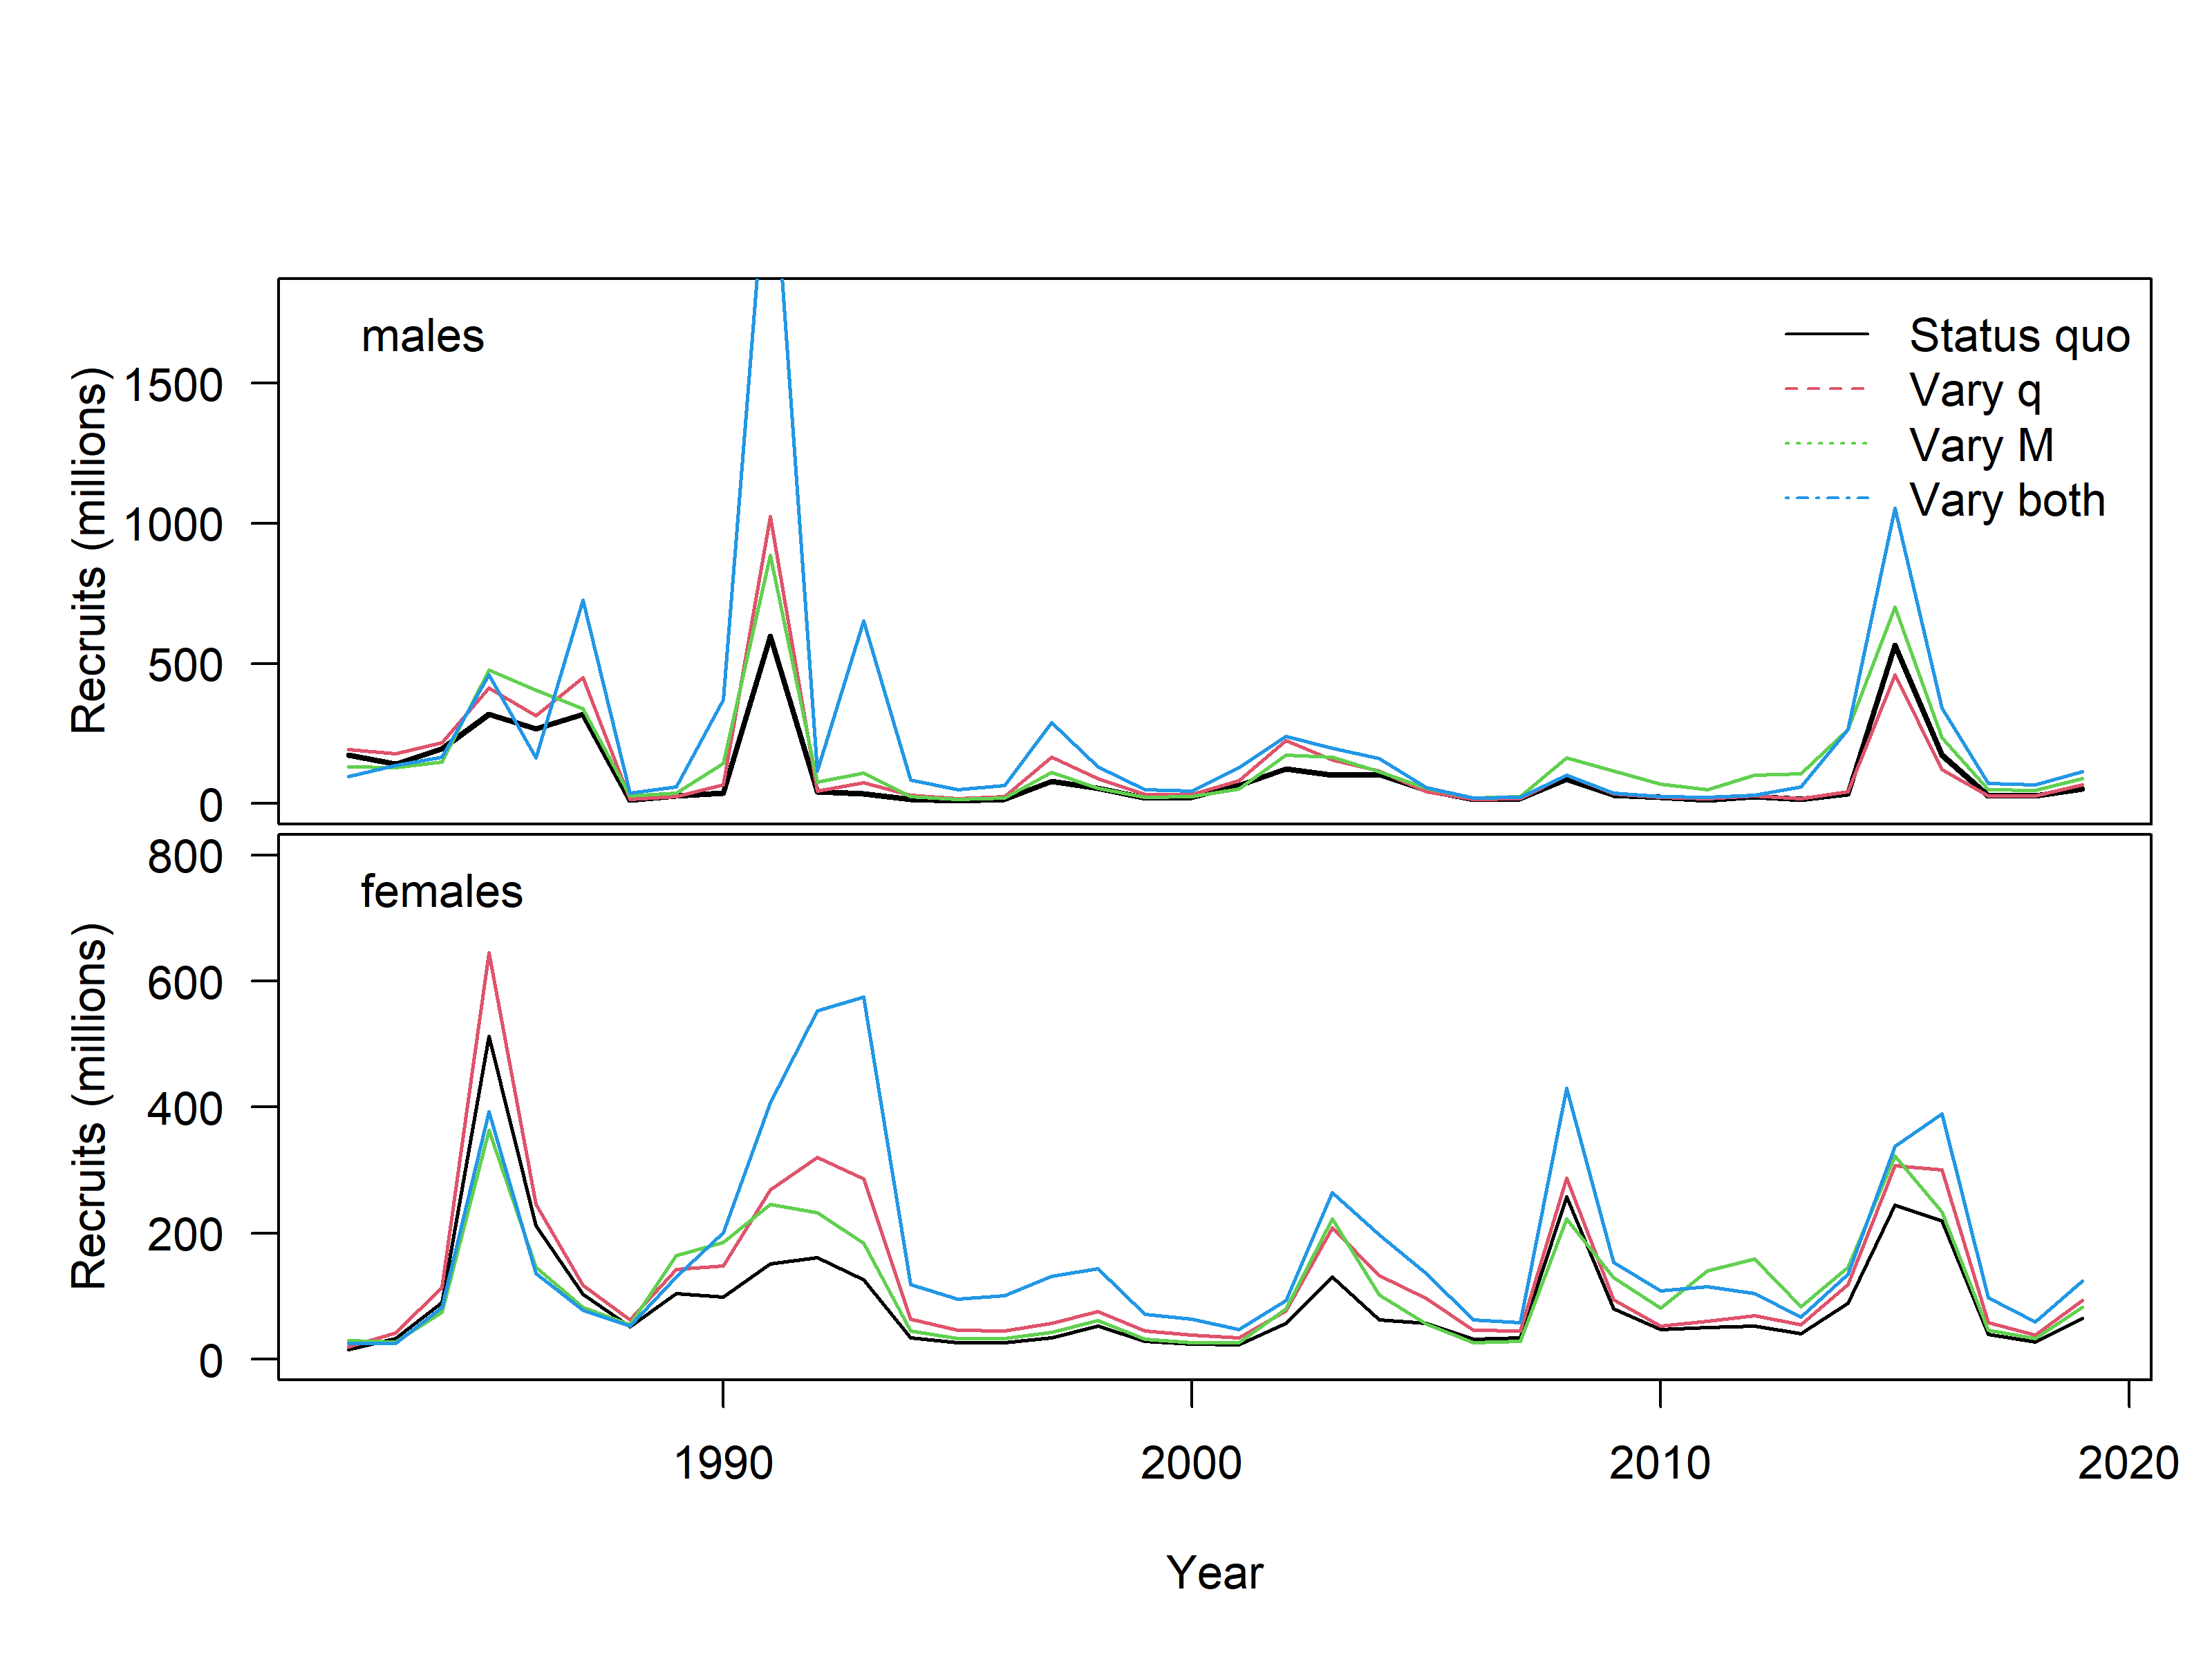 males
Status quo
Vary q
Vary M
Vary both
Recruits (millions)
1500
1000
500
0
females
Recruits (millions)
800
600
400
200
0
1990
2000
2010
2020
Year